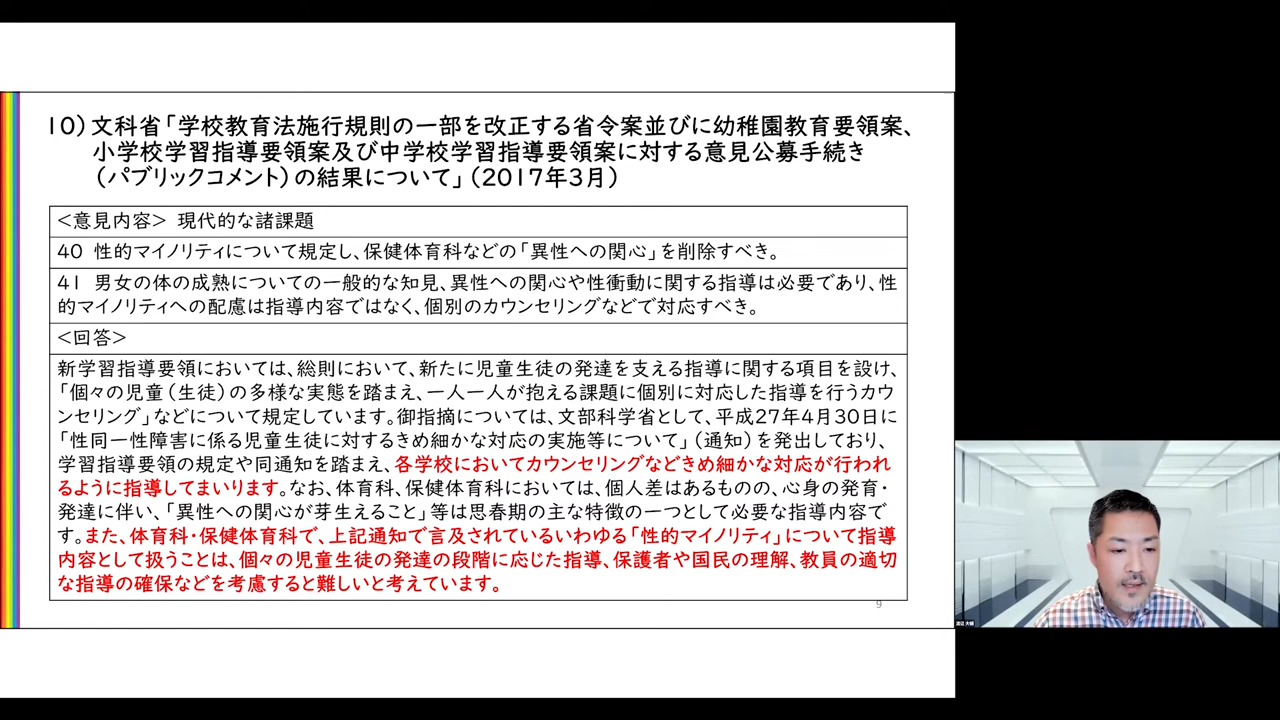 10）文科省「学校教育法施行規則の一部を改正する省令案並びに幼稚園教育要領案、
小学校学習指導要領案及び中学校学習指導要領案に対する意見公募手続き
（パブリックコメント）の結果について」（2017年3月）
＜意見内容＞ 現代的な諸課題
40 性的マイノリティについて規定し、保健体育科などの「異性への関心」を削除すべき。
41 男女の体の成熟についての一般的な知見、異性への関心や性衝動に関する指導は必要であり、性
的マイノリティへの配慮は指導内容ではなく、個別のカウンセリングなどで対応すべき。
＜回答＞
新学習指導要領においては、総則において、新たに児童生徒の発達を支える指導に関する項目を設け、
「個々の児童（生徒）の多様な実態を踏まえ、一人一人が抱える課題に個別に対応した指導を行うカウ
ンセリング」などについて規定しています。御指摘については、文部科学省として、平成27年4月30日に
「性同一性障害に係る児童生徒に対するきめ細かな対応の実施等について」（通知）を発出しており、
学習指導要領の規定や同通知を踏まえ、各学校においてカウンセリングなどきめ細かな対応が行われ
るように指導してまいります。なお、体育科、保健体育科においては、個人差はあるものの、心身の発育・
発達に伴い、「異性への関心が芽生えること」等は思春期の主な特徴の一つとして必要な指導内容で
す。また、体育科・保健体育科で、上記通知で言及されているいわゆる「性的マイノリティ」について指導
内容として扱うことは、個々の児童生徒の発達の段階に応じた指導、保護者や国民の理解、教員の適切
な指導の確保などを考慮すると難しいと考えています。
9
渡辺 大輔